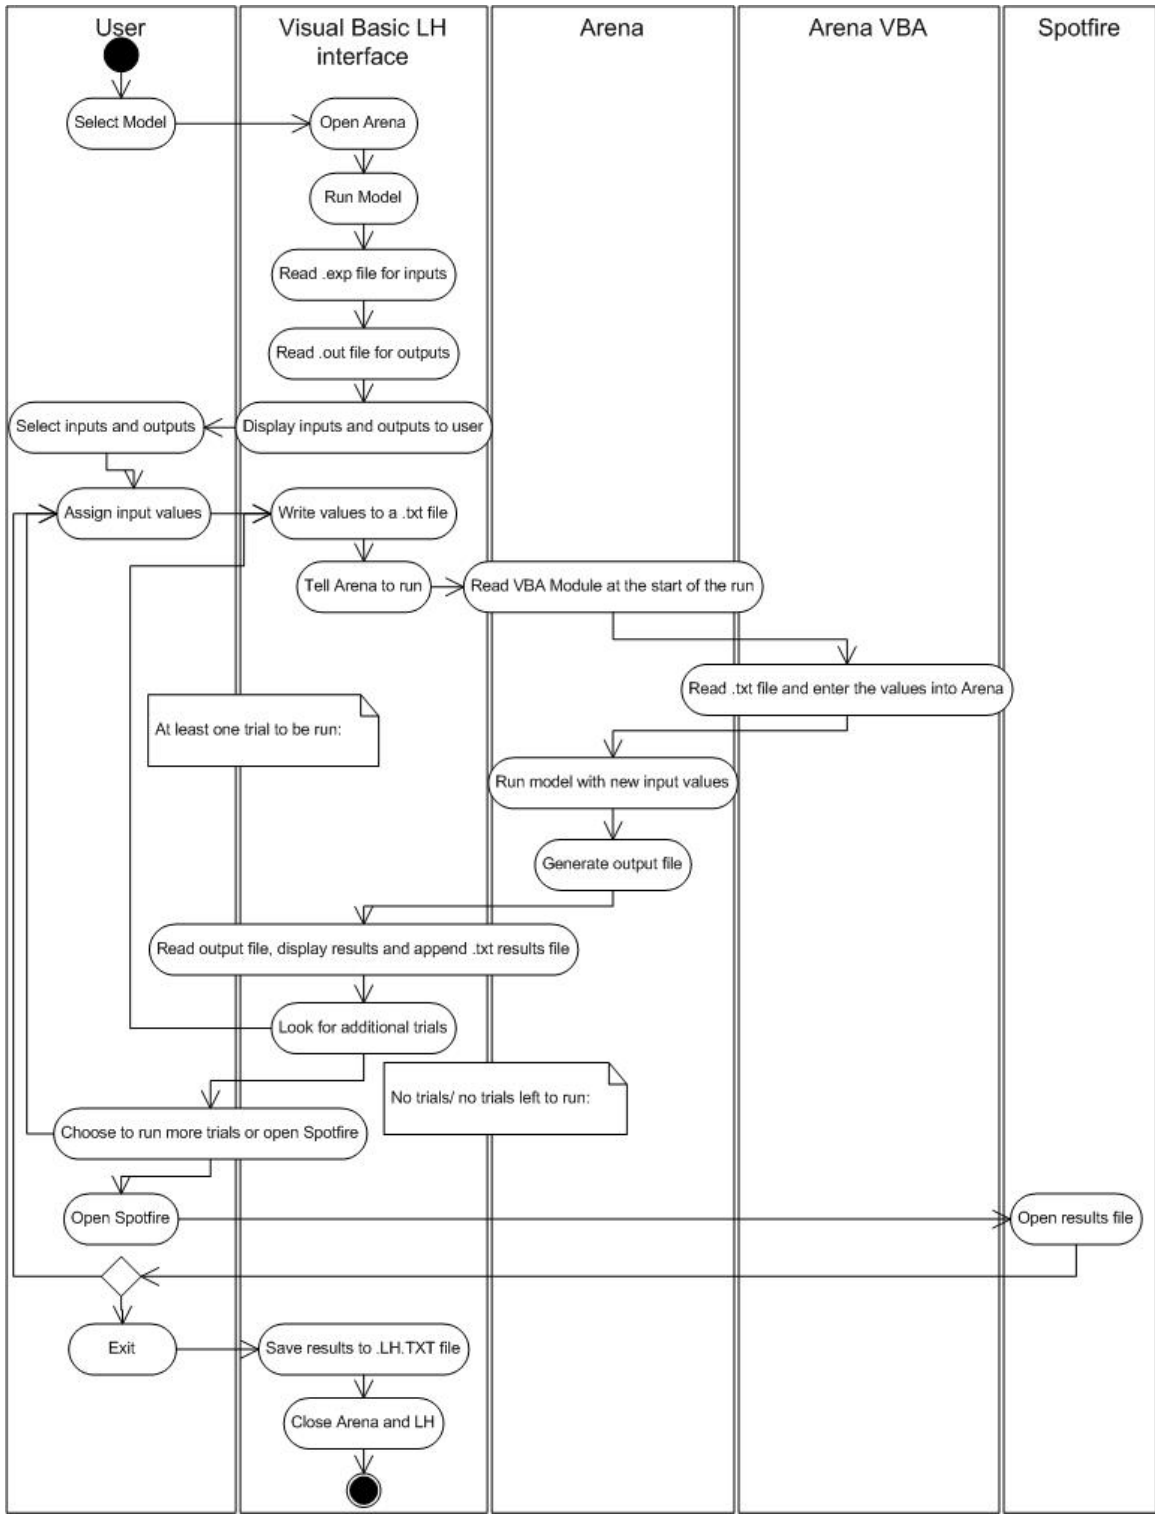 User
Visual Basic LH
interface
Arena
Arena VBA
Spotfire
Select Model
Open Arena
Run Model
Read .exp file for inputs
Read .out file for outputs
Select inputs and outputs
Display inputs and outputs to user
Assign input values
Write values to a .txt file
Tell Arena to run
Read VBA Module at the start of the run
Read .txt file and enter the values into Arena
At least one trial to be run:
Run model with new input values
Generate output file
Read output file, display results and append .txt results file
Look for additional trials
No trials/ no trials left to run:
Choose to run more trials or open Spotfire
Open Spotfire
Open results file
Exit
Save results to .LH.TXT file
Close Arena and LH